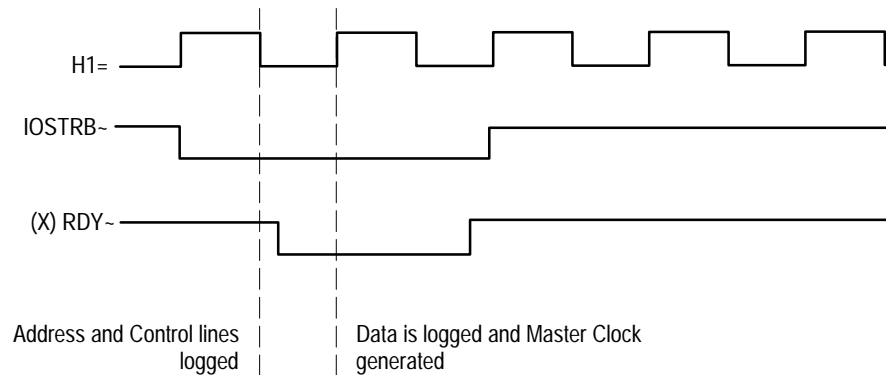 H1=
IOSTRB~
(X) RDY~
Address and Control lines
logged
Data is logged and Master Clock
generated